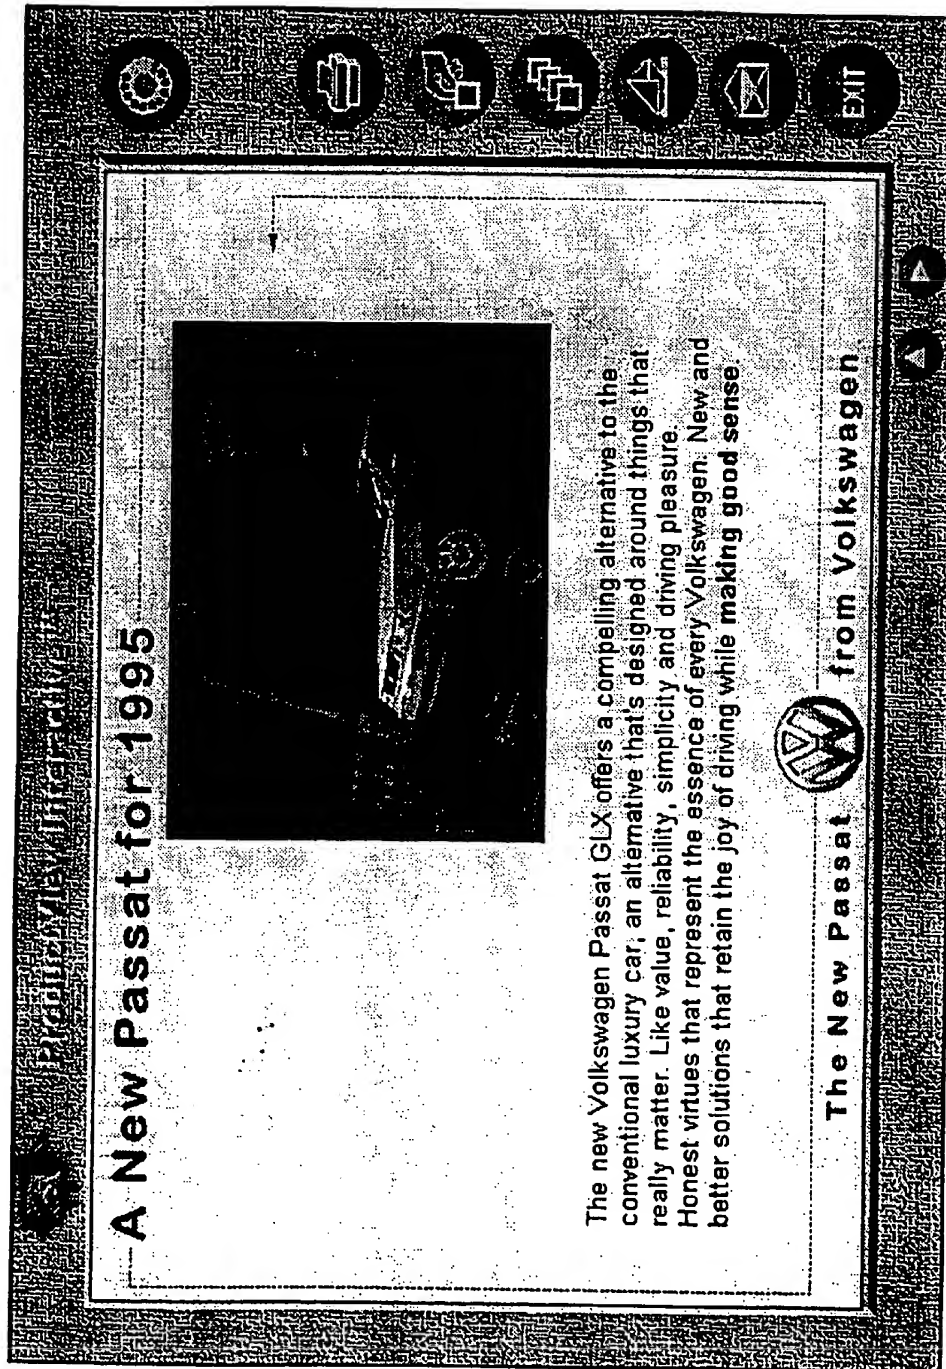 ProductView Interactive
A New Passat for 1995
The new Volkswagen Passat GLX offers a compelling alternative to the
conventional luxury car; an alternative that's designed around things that
really matter. Like value, reliability, simplicity and driving pleasure.
Honest virtues that represent the essence of every Volkswagen: New and
better solutions that retain the joy of driving while making good sense.
The New Passat from Volkswagen
EXIT